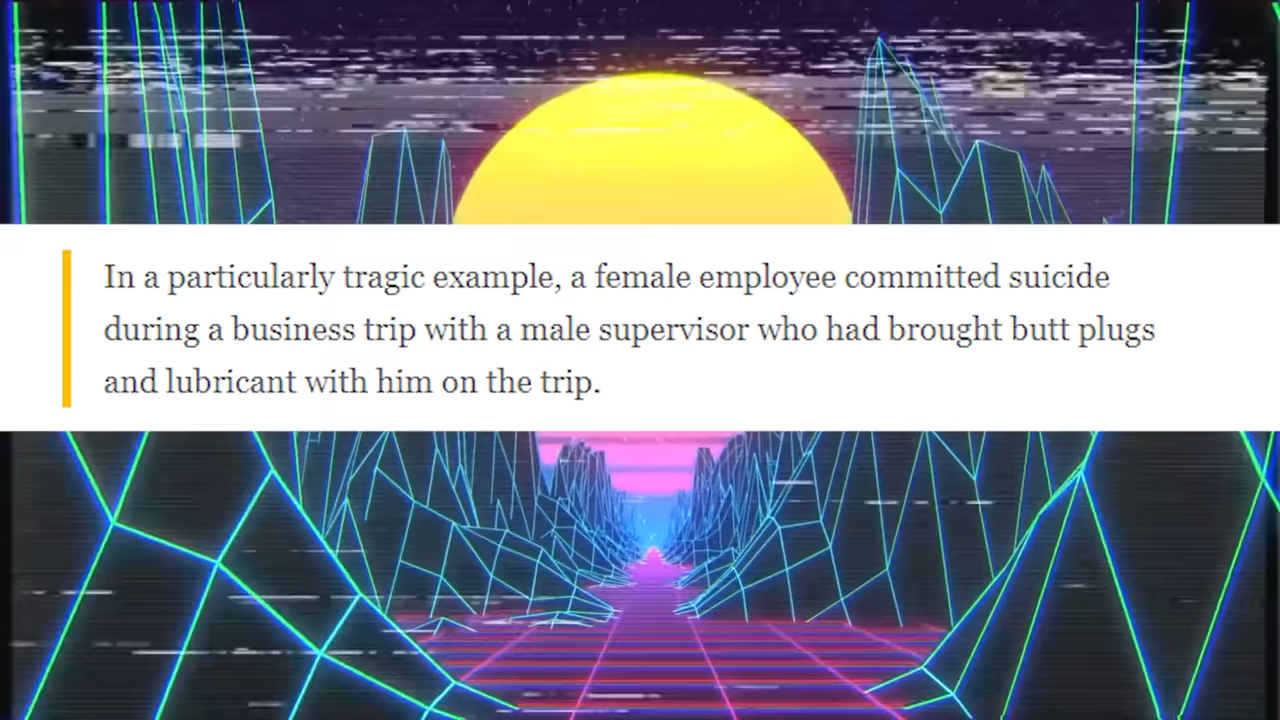 In a particularly tragic example, a female employee committed suicide
during a business trip with a male supervisor who had brought butt plugs
and lubricant with him on the trip.